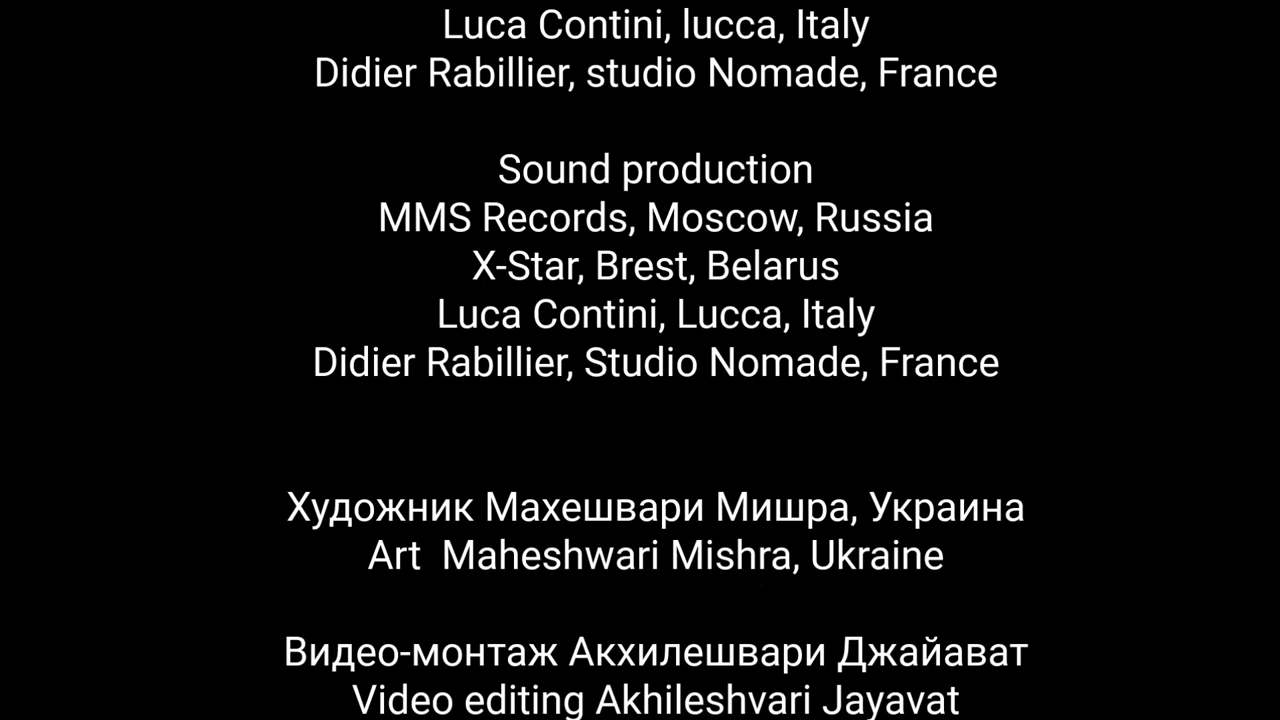 Luca Contini, lucca, Italy
Didier Rabillier, studio Nomade, France
Sound production
MMS Records, Moscow, Russia
X-Star, Brest, Belarus
Luca Contini, Lucca, Italy
Didier Rabillier, Studio Nomade, France
Художник Махешвари Мишра, Украина
Art  Maheshwari Mishra, Ukraine
Видео-монтаж Акхилешвари Джайават
Video editing Akhileshvari Jayavat